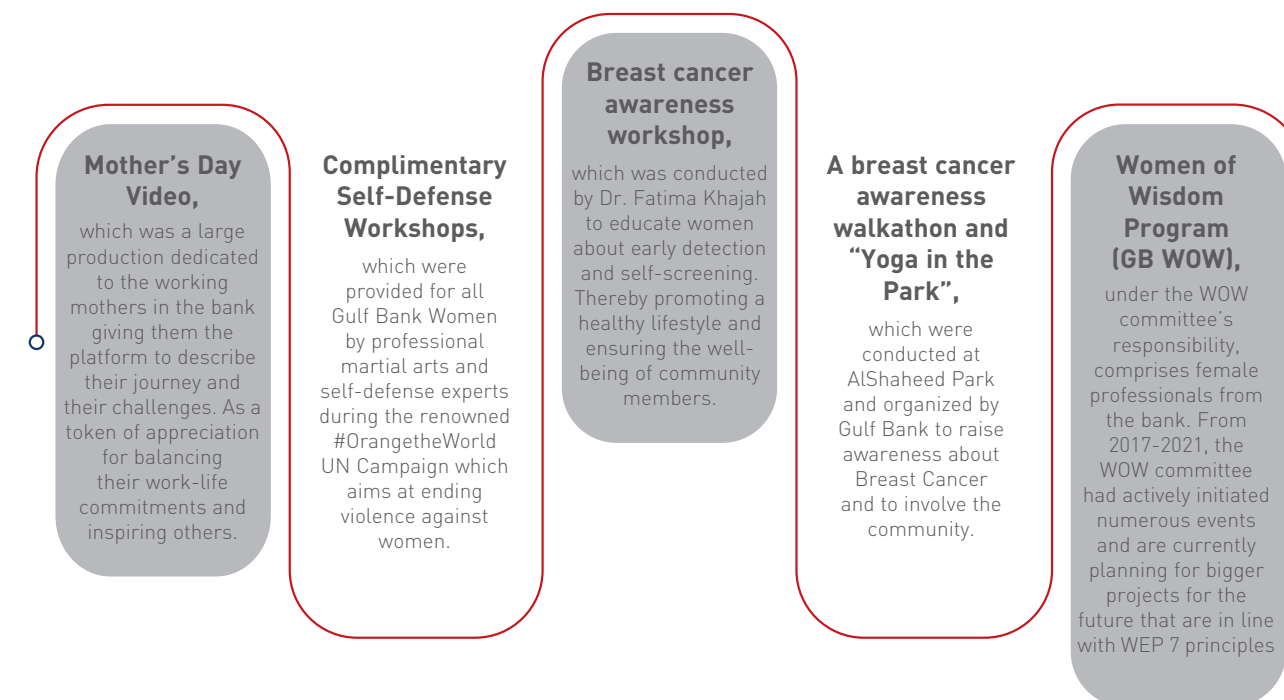 Mother’s Day
Video,
which was a large
production dedicated
to the working
mothers in the bank
giving them the
platform to describe
their journey and
their challenges. As a
token of appreciation
for balancing
their work-life
commitments and
inspiring others.
Complimentary
Self-Defense
Workshops,
which were
provided for all
Gulf Bank Women
by professional
martial arts and
self-defense experts
during the renowned
#OrangetheWorld
UN Campaign which
aims at ending
violence against
women.
Breast cancer
awareness
workshop,
which was conducted
by Dr. Fatima Khajah
to educate women
about early detection
and self-screening.
Thereby promoting a
healthy lifestyle and
ensuring the well-
being of community
members.
A breast cancer
awareness
walkathon and
“Yoga in the
Park”,
which were
conducted at
AlShaheed Park
and organized by
Gulf Bank to raise
awareness about
Breast Cancer
and to involve the
community.
Women of
Wisdom
Program
(GB WOW),
under the WOW
committee’s
responsibility,
comprises female
professionals from
the bank. From
2017-2021, the
WOW committee
had actively initiated
numerous events
and are currently
planning for bigger
projects for the
future that are in line
with WEP 7 principles